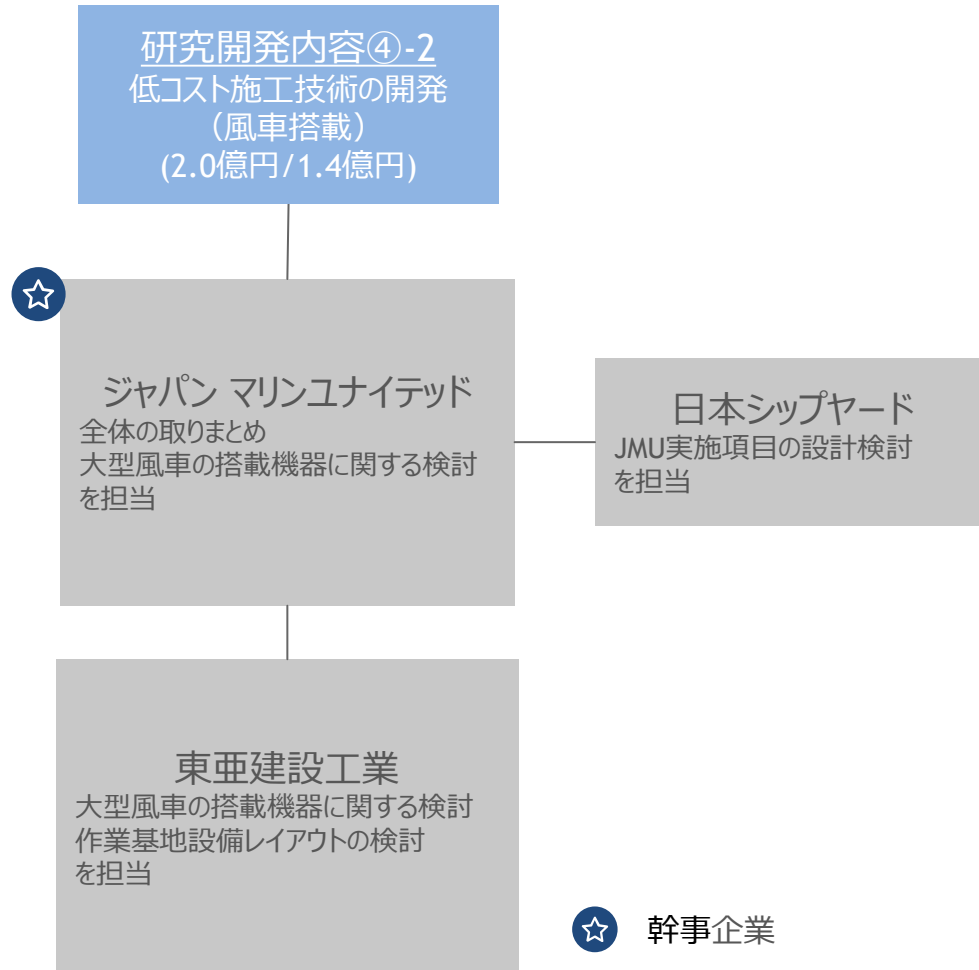 研究開発内容④-2
低コスト施工技術の開発
（風車搭載）
(2.0億円/1.4億円)
ジャパン マリンユナイテッド
全体の取りまとめ
大型風車の搭載機器に関する検討
を担当
日本シップヤード
JMU実施項目の設計検討
を担当
東亜建設工業
大型風車の搭載機器に関する検討
作業基地設備レイアウトの検討
を担当
幹事企業